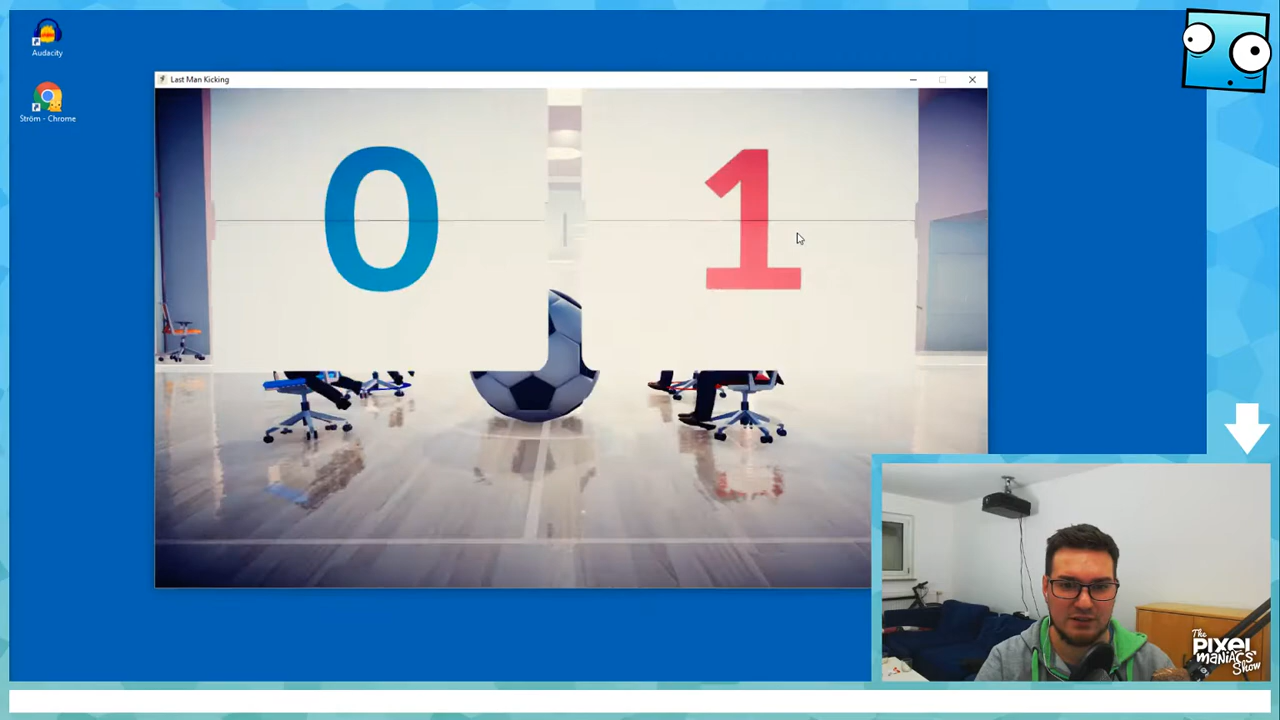 Audacity
Ström - Chrome
Last Man Kicking
0
1
The
PIXEL
MANIACS
Show